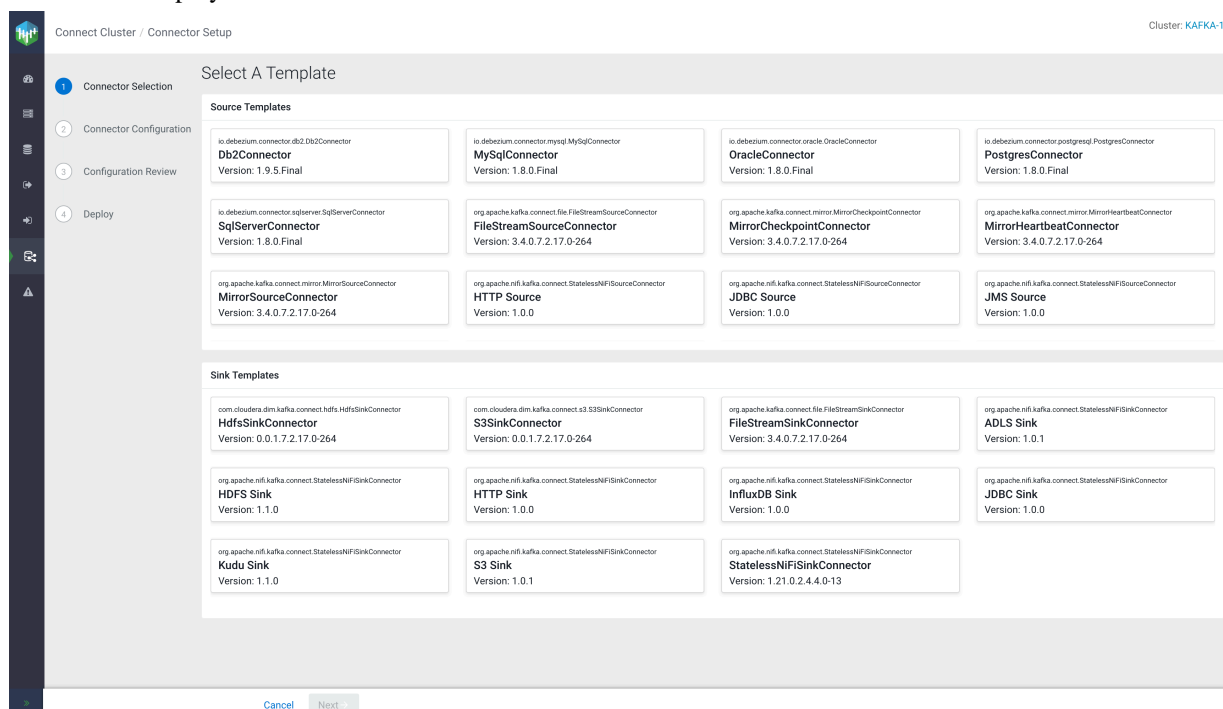 Connect Cluster / Connector Setup
Cluster: KAFKA-1
1 Connector Selection
2 Connector Configuration
3 Configuration Review
4 Deploy
Select A Template
Source Templates
io.debezium.connector.db2.Db2Connector
Db2Connector
Version: 1.9.5.Final
io.debezium.connector.mysql.MySqlConnector
MySqlConnector
Version: 1.8.0.Final
io.debezium.connector.oracle.OracleConnector
OracleConnector
Version: 1.8.0.Final
io.debezium.connector.postgresql.PostgresConnector
PostgresConnector
Version: 1.8.0.Final
io.debezium.connector.sqlserver.SqlServerConnector
SqlServerConnector
Version: 1.8.0.Final
org.apache.kafka.connect.file.FileStreamSourceConnector
FileStreamSourceConnector
Version: 3.4.0.7.2.17.0-264
org.apache.kafka.connect.mirror.MirrorCheckpointConnector
MirrorCheckpointConnector
Version: 3.4.0.7.2.17.0-264
org.apache.kafka.connect.mirror.MirrorHeartbeatConnector
MirrorHeartbeatConnector
Version: 3.4.0.7.2.17.0-264
org.apache.kafka.connect.mirror.MirrorSourceConnector
MirrorSourceConnector
Version: 3.4.0.7.2.17.0-264
org.apache.nifi.kafka.connect.StatelessNiFiSourceConnector
HTTP Source
Version: 1.0.0
org.apache.nifi.kafka.connect.StatelessNiFiSourceConnector
JDBC Source
Version: 1.0.0
org.apache.nifi.kafka.connect.StatelessNiFiSourceConnector
JMS Source
Version: 1.0.0
Sink Templates
com.cloudera.dim.kafka.connect.hdfs.HdfsSinkConnector
HdfsSinkConnector
Version: 0.0.1.7.2.17.0-264
com.cloudera.dim.kafka.connect.s3.S3SinkConnector
S3SinkConnector
Version: 0.0.1.7.2.17.0-264
org.apache.kafka.connect.file.FileStreamSinkConnector
FileStreamSinkConnector
Version: 3.4.0.7.2.17.0-264
org.apache.nifi.kafka.connect.StatelessNiFiSinkConnector
ADLS Sink
Version: 1.0.1
org.apache.nifi.kafka.connect.StatelessNiFiSinkConnector
HDFS Sink
Version: 1.1.0
org.apache.nifi.kafka.connect.StatelessNiFiSinkConnector
HTTP Sink
Version: 1.0.0
org.apache.nifi.kafka.connect.StatelessNiFiSinkConnector
InfluxDB Sink
Version: 1.0.0
org.apache.nifi.kafka.connect.StatelessNiFiSinkConnector
JDBC Sink
Version: 1.0.0
org.apache.nifi.kafka.connect.StatelessNiFiSinkConnector
Kudu Sink
Version: 1.1.0
org.apache.nifi.kafka.connect.StatelessNiFiSinkConnector
S3 Sink
Version: 1.0.1
org.apache.nifi.kafka.connect.StatelessNiFiSinkConnector
StatelessNiFiSinkConnector
Version: 1.21.0.2.4.4.0-13
Cancel
Next